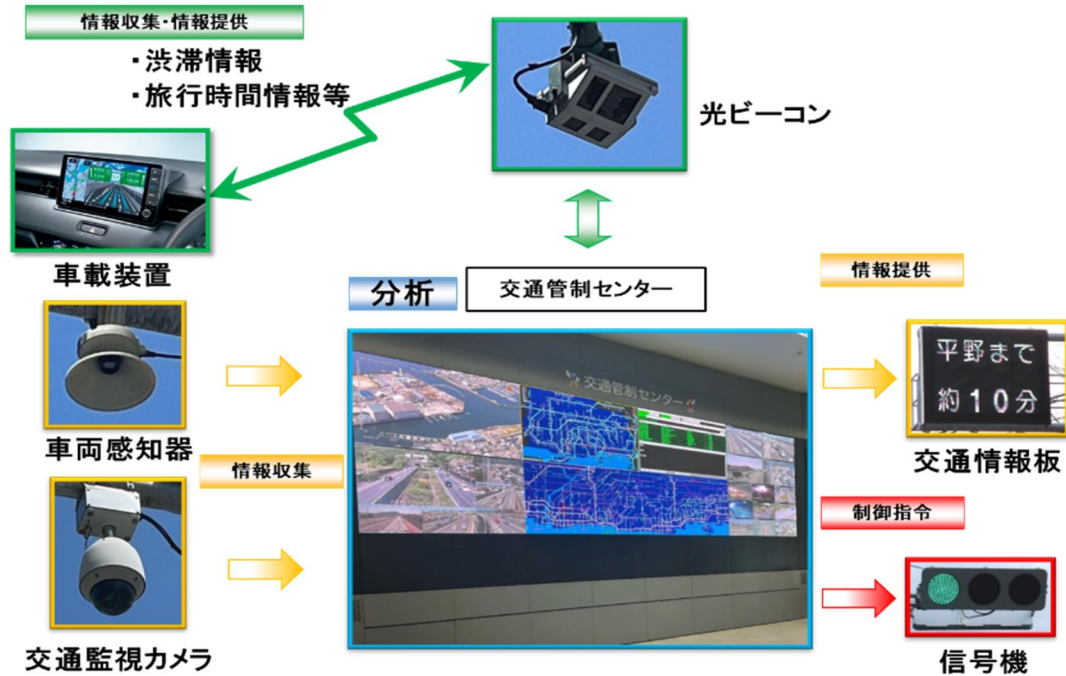 情報収集・情報提供
・渋滞情報
・旅行時間情報等
光ビーコン
車載装置
分析
交通管制センター
情報提供
交通管制センター
平野まで
約10分
車両感知器
情報収集
交通情報板
制御指令
交通監視カメラ
信号機